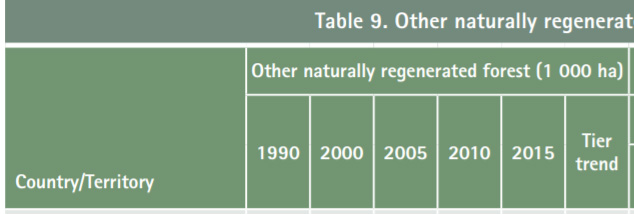 Table 9. Other naturally regenerat
Other naturally regenerated forest (1 000 ha)
Country/Territory 1990 2000 2005 2010 2015 Tier trend